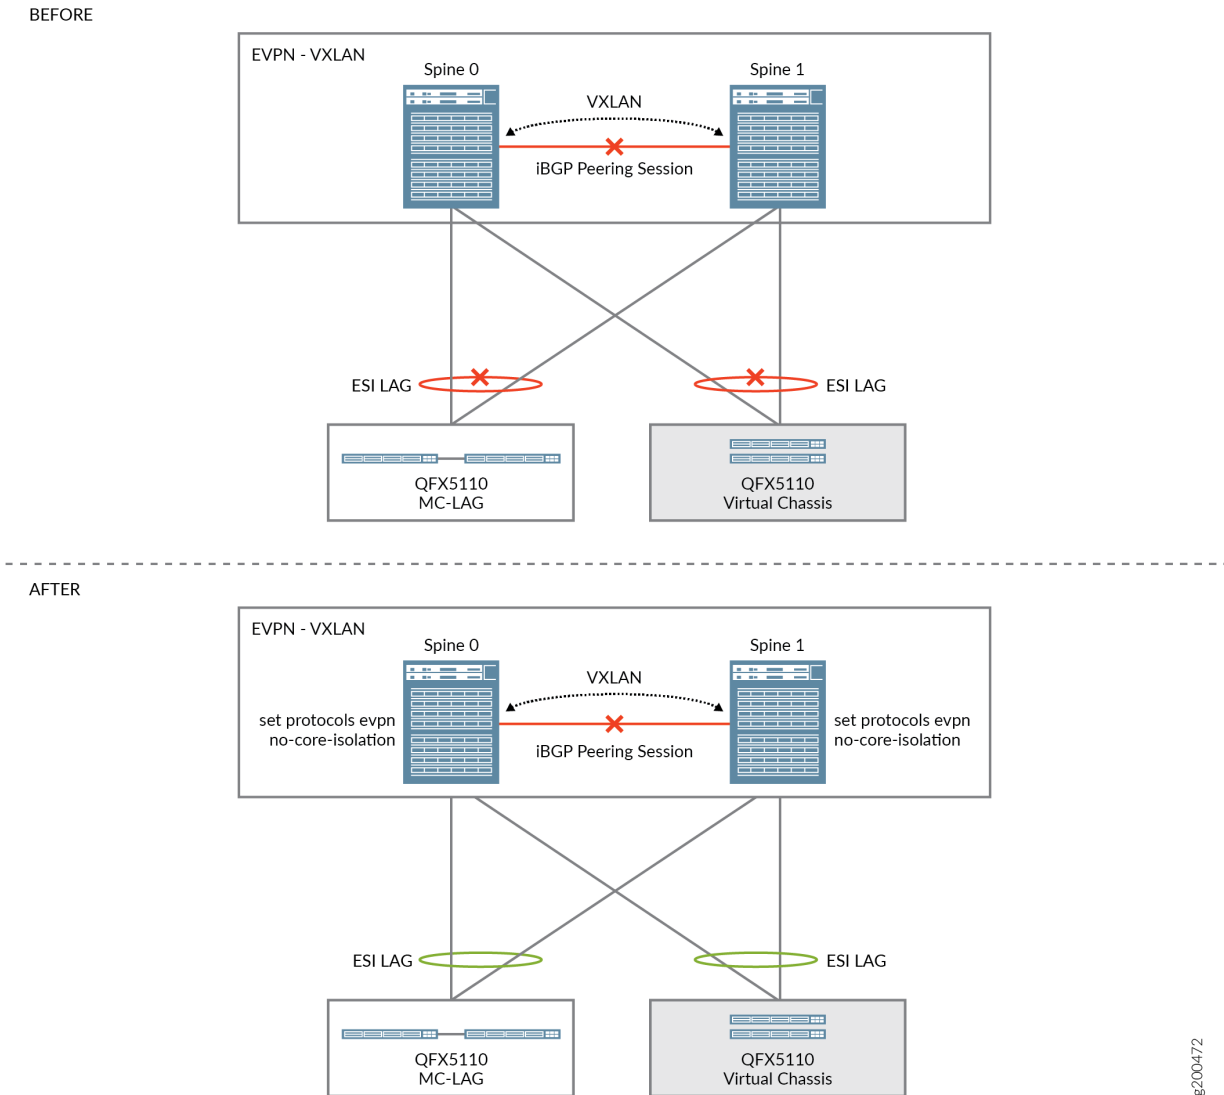 BEFORE
EVPN - VXLAN
Spine 0
Spine 1
VXLAN
iBGP Peering Session
ESI LAG
ESI LAG
QFX5110
MC-LAG
QFX5110
Virtual Chassis
AFTER
EVPN - VXLAN
Spine 0
Spine 1
VXLAN
set protocols evpn
no-core-isolation
iBGP Peering Session
set protocols evpn
no-core-isolation
ESI LAG
ESI LAG
QFX5110
MC-LAG
QFX5110
Virtual Chassis
g200472